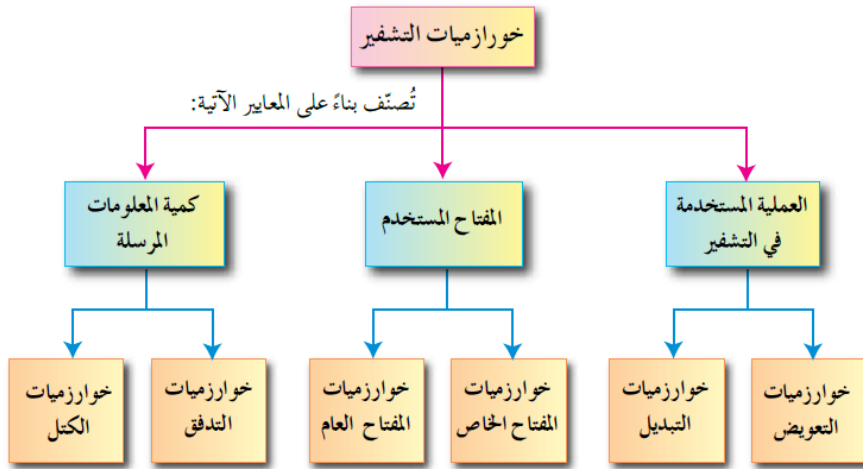 خورازميات التشفير
تُصنّف بناءً على المعايير الآتية:
العملية المستخدمة
في التشفير
المفتاح المستخدم
كمية المعلومات
المرسلة
خوارزميات
التعويض
خوارزميات
التبديل
خوارزميات
المفتاح الخاص
خوارزميات
المفتاح العام
خوارزميات
التدفق
خوارزميات
الكتل